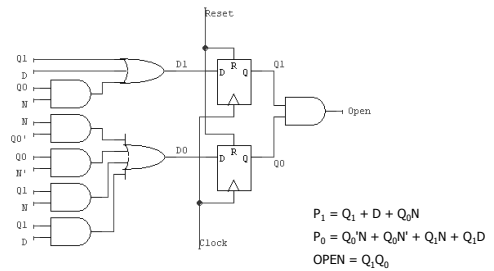 Reset
Q1
D
Q0
N
D1
D
R
Q
Q1
N
Q0'
Q0
N'
Q1
N
Q1
D
D0
D
R
Q
Q0
Open
Clock
P1 = Q1 + D + Q0N
P0 = Q0'N + Q0N' + Q1N + Q1D
OPEN = Q1Q0